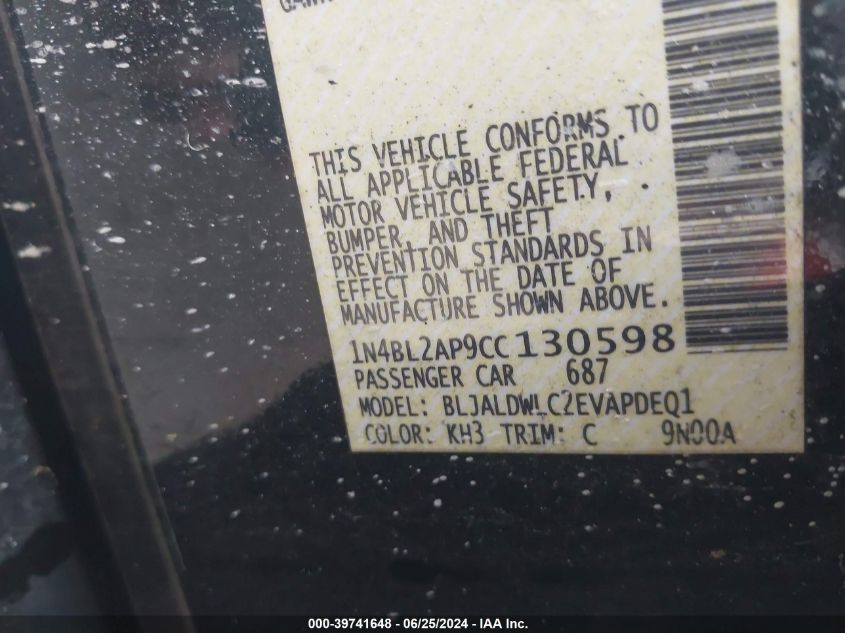 THIS VEHICLE CONFORMS TO
ALL APPLICABLE FEDERAL
MOTOR VEHICLE SAFETY,
BUMPER, AND THEFT
PREVENTION STANDARDS IN
EFFECT ON THE DATE OF
MANUFACTURE SHOWN ABOVE.
1N4BL2AP9CC130598
PASSENGER CAR 687
MODEL: BLJALDWLC2EVAPDEQ1
COLOR: KH3 TRIM: C 9N00A
000-39741648 - 06/25/2024 - IAA Inc.